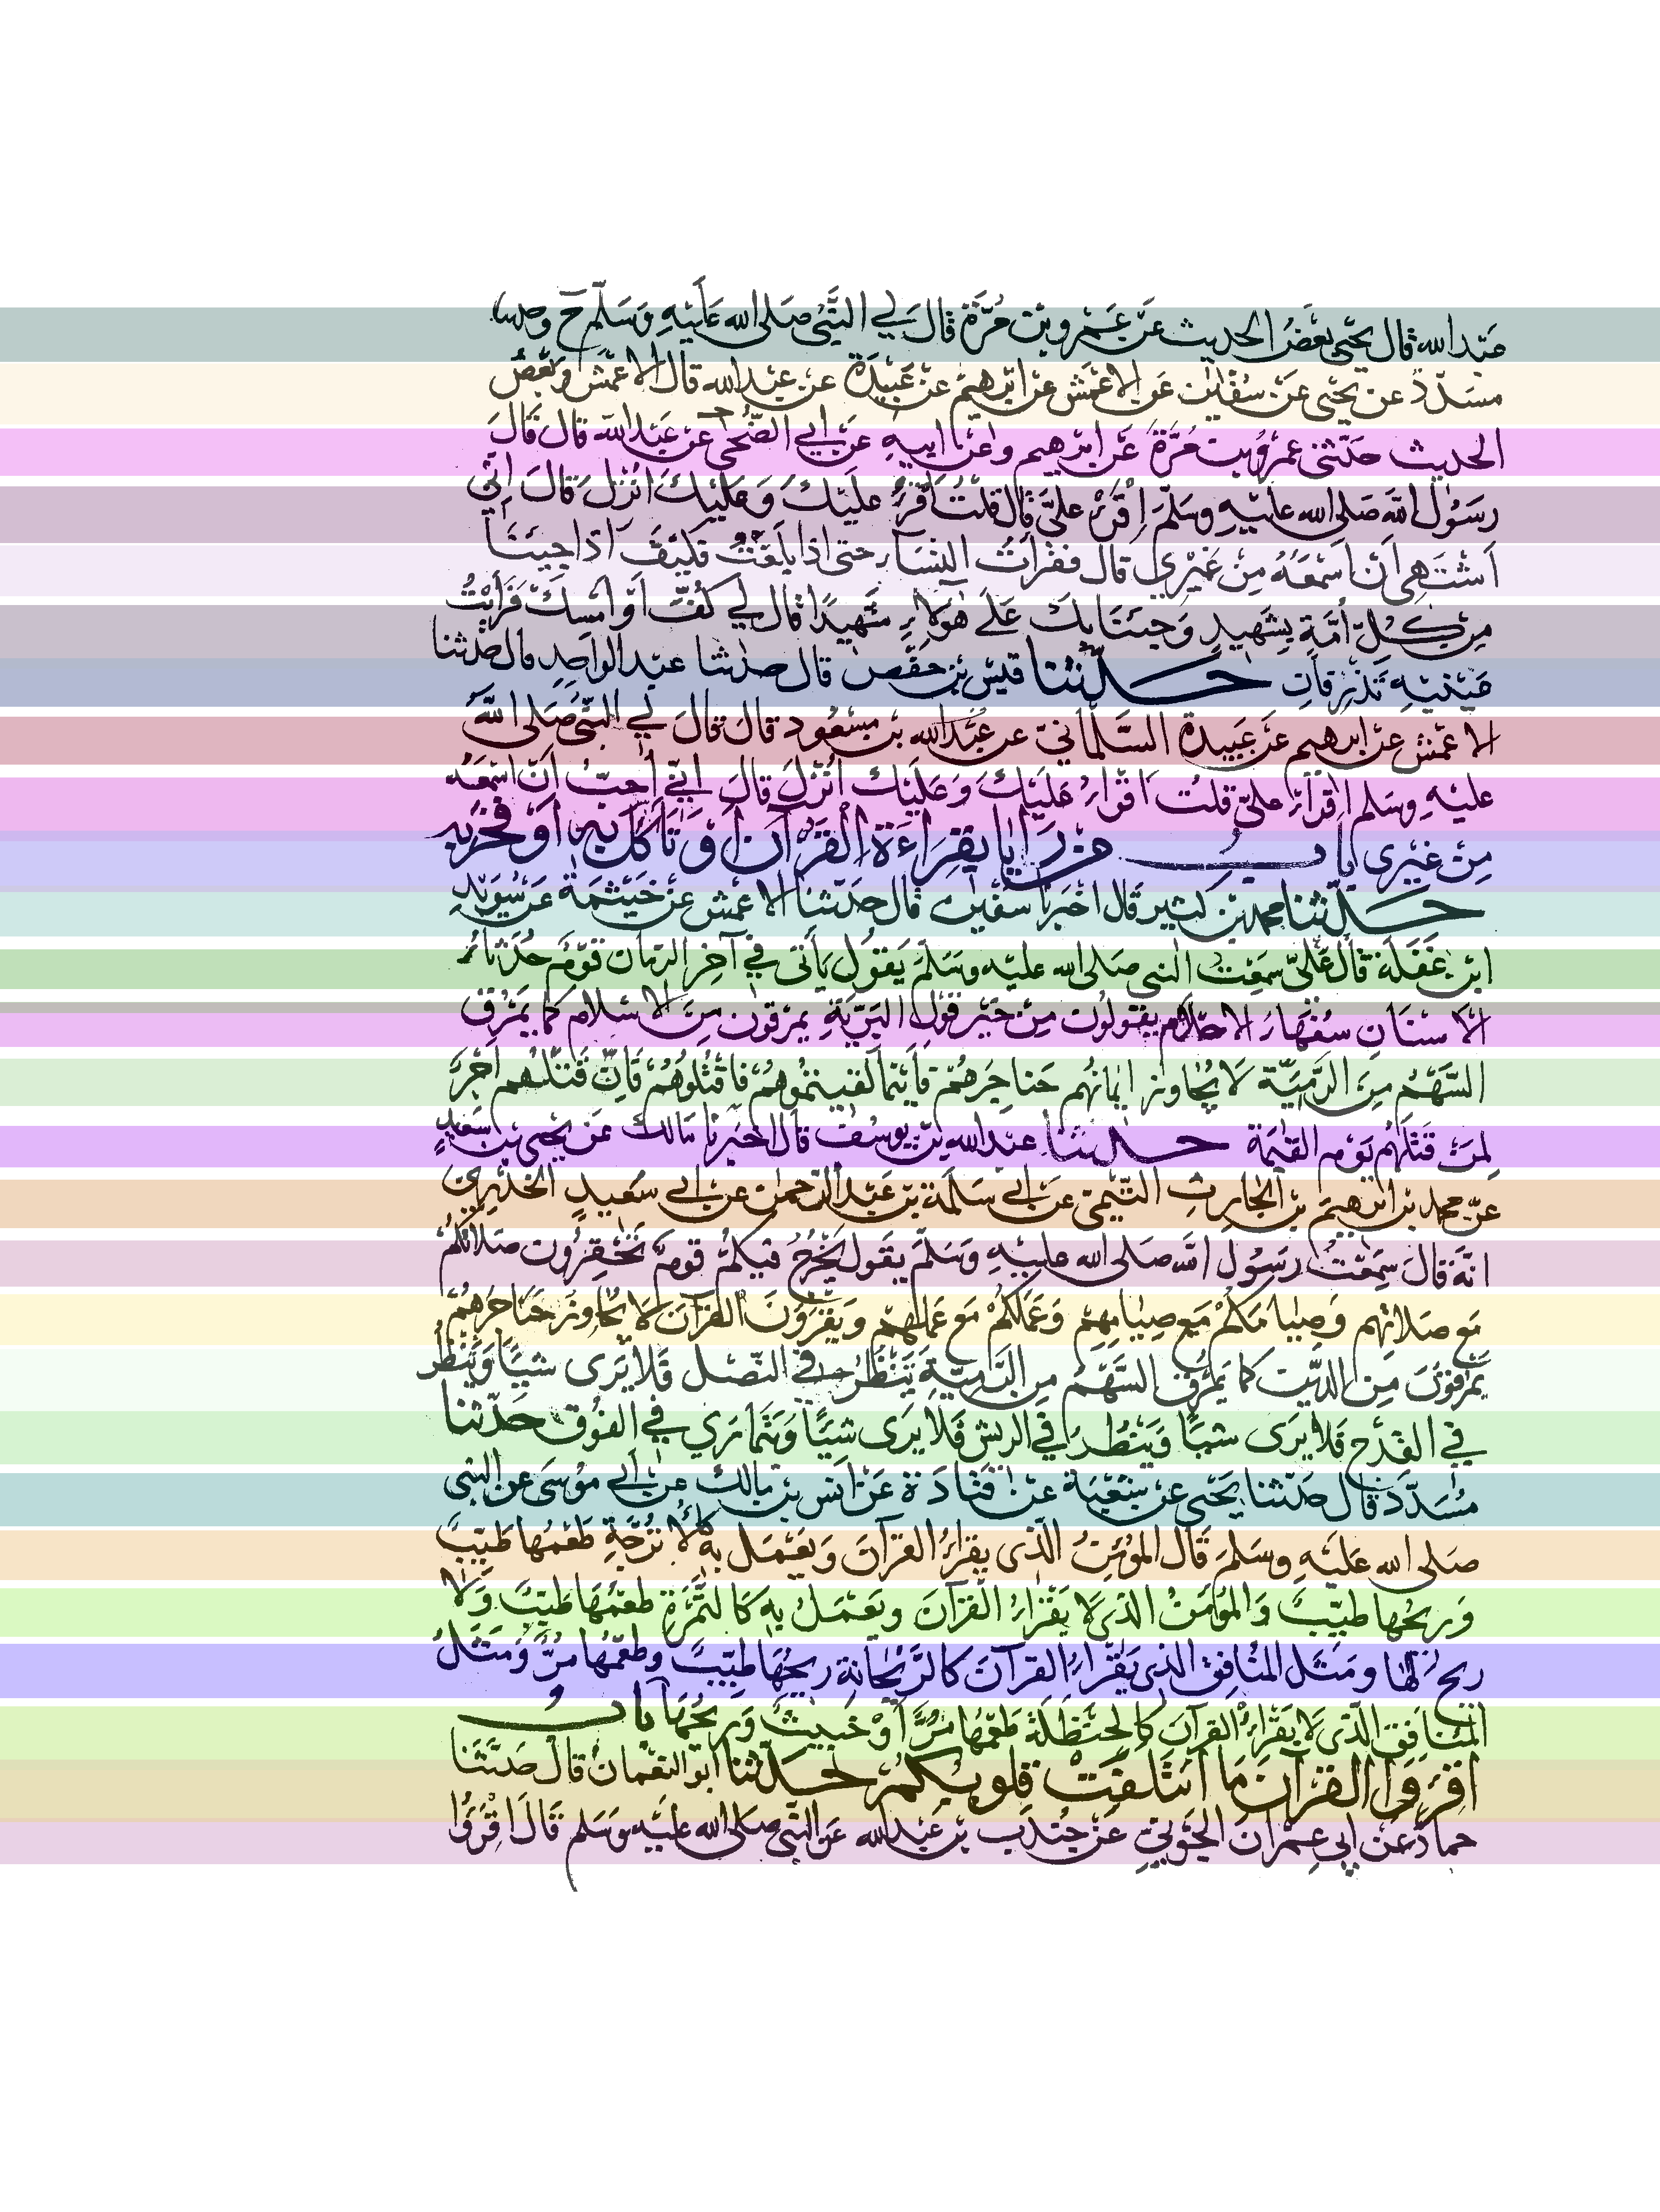 عبد الله قال يحيى بعض الحديث عن عمرو بن مرة قال لي النبي صلى الله عليه وسلم ح وحدثنا
مسدد عن يحيى عن سفين عن الاعمش عن ابرهيم عن عبيدة عن عبد الله قال الاعمش وبعض
الحديث حدثني عمرو بن مرة عن ابرهيم وعن ابيه عن ابي الضحى عن عبد الله قال قال
رسول الله صلى الله عليه وسلم اقرء علي قال قلت اقرء عليك وعليك انزل قال اني
اشتهي ان اسمعه من غيري قال فقرات النساء حتى اذا بلغت فكيف اذا جيئنا
من كل امة بشهيد وجيئنا بك على هولاء شهيدا قال لي كف او امسك فرايت
عينيه تذرفان حدثنا قيس بن حفص قال حدثنا عبد الواحد قال حدثنا
الاعمش عن ابرهيم عن عبيدة السلماني عن عبد الله بن مسعود قال قال لي النبي صلى الله
عليه وسلم اقراء علي قلت اقراء عليك وعليك انزل قال اني احب ان اسمعه
من غيري باب من رايا بقراءة القرآن او تأكل به او فخر به
حدثنا محمد بن كثير قال اخبرنا سفين قال حدثنا الاعمش عن خيثمة عن سويد
ابن غفلة قال علي سمعت النبي صلى الله عليه وسلم يقول يأتي في آخر الزمان قوم حدثاء
الاسنان سفهاء الاحلام يقولون من خير قول البرية يمرقون من الاسلام كما يمرق
السهم من الرمية لا يجاوز ايمانهم حناجرهم فاينما لقيتموهم فاقتلوهم فان قتلهم اجر
لمن قتلهم يوم القيمة حدثنا عبد الله بن يوسف قال اخبرنا مالك عن يحيى بن سعيد
عن محمد بن ابرهيم بن الحارث التيمي عن ابي سلمة بن عبد الرحمن عن ابي سعيد الخدري
انه قال سمعت رسول الله صلى الله عليه وسلم يقول يخرج فيكم قوم تحقرون صلاتكم
مع صلاتهم وصيامكم مع صيامهم وعملكم مع عملهم ويقرؤن القرآن لا يجاوز حناجرهم
يمرقون من الدين كما يمرق السهم من الرمية ينظر في النصل فلا يرى شيئا وينظر
في القدح فلا يرى شيئا وينظر في الريش فلا يرى شيئا ويتمارى في الفوق حدثنا
مسدد قال حدثنا يحيى عن شعبة عن قتادة عن انس بن مالك عن ابي موسى عن النبي
صلى الله عليه وسلم قال المؤمن الذي يقراء القرآن ويعمل به كالاترجة طعمها طيب
وريحها طيب والمؤمن الذي لا يقراء القرآن ويعمل به كالتمرة طعمها طيب ولا
ريح لها ومثل المنافق الذي يقراء القرآن كالريحانة ريحها طيب وطعمها مر ومثل
المنافق الذي لا يقراء القرآن كالحنظلة طعمها مر او خبيث وريحها باب
اقرءوا القرآن ما ائتلفت قلوبكم حدثنا ابو النعمان قال حدثنا
حماد عن ابي عمران الجوني عن جندب بن عبد الله عن النبي صلى الله عليه وسلم قال اقرؤا